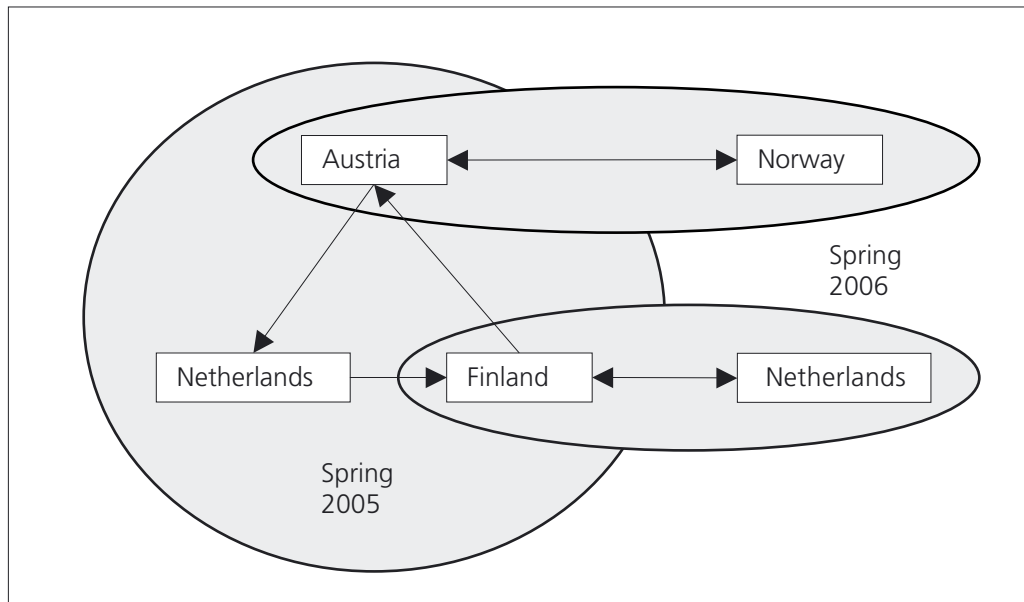 Austria
Norway
Spring
2006
Netherlands
Finland
Netherlands
Spring
2005